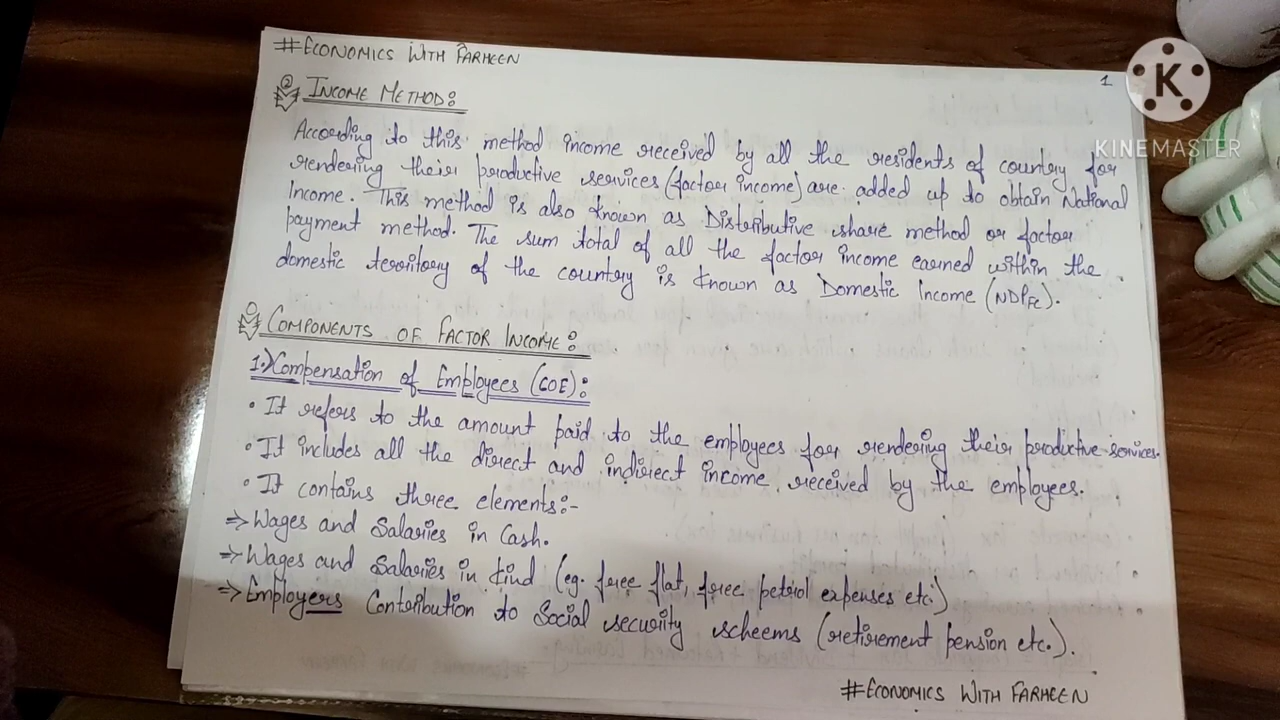 #ECONOMICS WITH FARHEEN
1
K
KINEMASTER
② INCOME METHOD:
According to this method income received by all the residents of country for
rendering their productive services (factor income) are added up to obtain National
Income. This method is also known as Distributive share method or factor
payment method. The sum total of all the factor income earned within the
domestic territory of the country is known as Domestic Income (NDPFC).
COMPONENTS OF FACTOR INCOME:
1.) Compensation of Employees (COE):
• It refers to the amount paid to the employees for rendering their productive services.
• It includes all the direct and indirect income received by the employees.
• It contains three elements:-
⇒ Wages and Salaries in Cash.
⇒ Wages and Salaries in kind (eg. free flat, free petrol expenses etc.)
⇒ Employers Contribution to Social security scheems (retirement pension etc.).
#ECONOMICS WITH FARHEEN